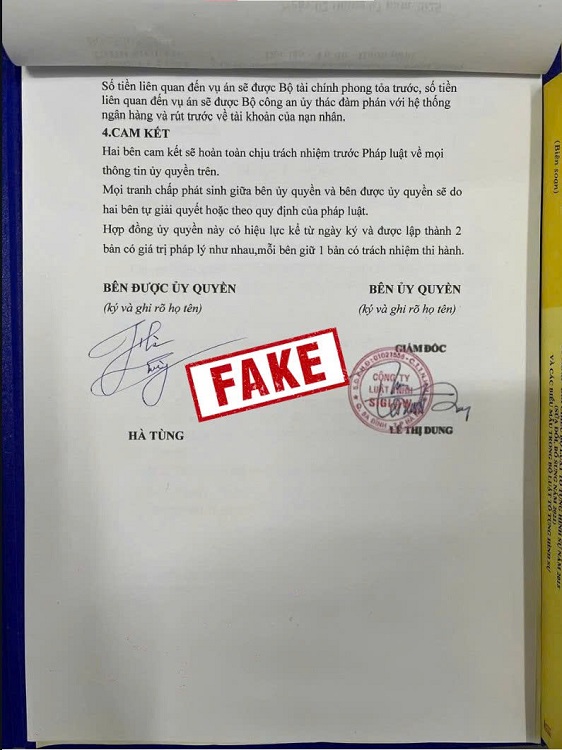 Số tiền liên quan đến vụ án sẽ được Bộ tài chính phong tỏa trước, số tiền
liên quan đến vụ án sẽ được Bộ công an ủy thác đàm phán với hệ thống
ngân hàng và rút trước về tài khoản của nạn nhân.
4.CAM KẾT
Hai bên cam kết sẽ hoàn toàn chịu trách nhiệm trước Pháp luật về mọi
thông tin ủy quyền trên.
Mọi tranh chấp phát sinh giữa bên ủy quyền và bên được ủy quyền sẽ do
hai bên tự giải quyết hoặc theo quy định của pháp luật.
Hợp đồng ủy quyền này có hiệu lực kể từ ngày ký và được lập thành 2
bản có giá trị pháp lý như nhau,mỗi bên giữ 1 bản có trách nhiệm thi hành.
BÊN ĐƯỢC ỦY QUYỀN
(ký và ghi rõ họ tên)
BÊN ỦY QUYỀN
(ký và ghi rõ họ tên)
GIÁM ĐỐC
FAKE
CÔNG TY
LUẬT
HÀ TÙNG
LÊ THỊ DUNG
(Biên soạn)